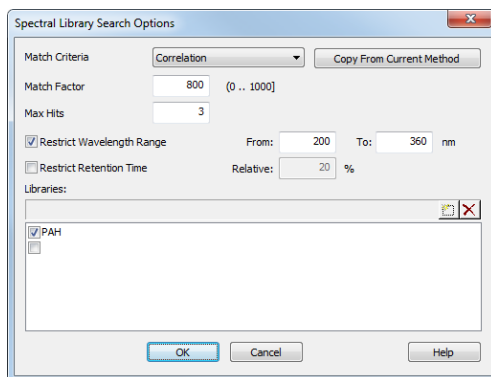 Spectral Library Search Options
Match Criteria Correlation Copy From Current Method
Match Factor 800 (0 .. 1000]
Max Hits 3
Restrict Wavelength Range From: 200 To: 360 nm
Restrict Retention Time Relative: 20 %
Libraries:
PAH
OK Cancel Help